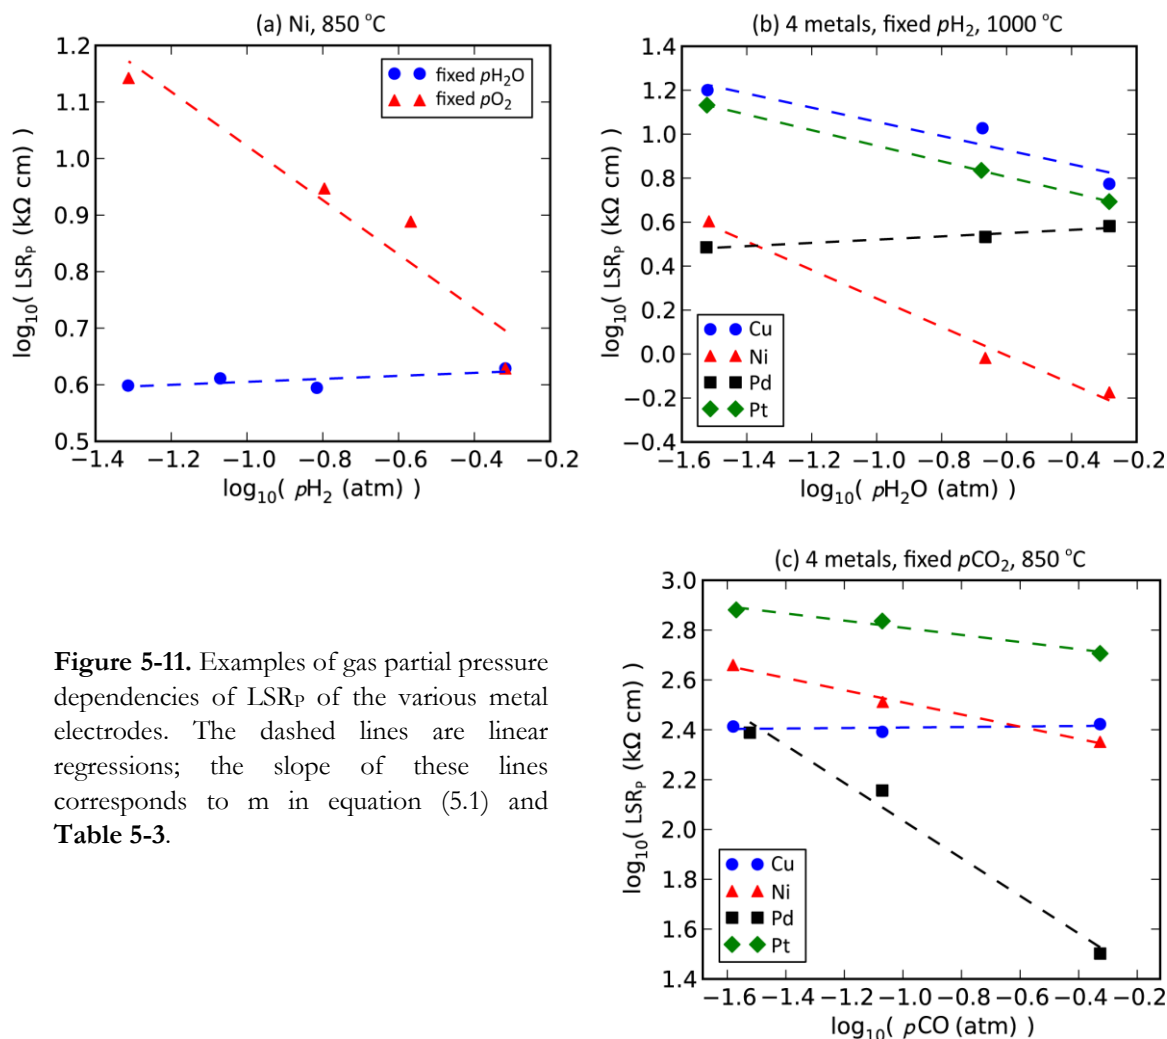 (a) Ni, 850 °C
log₁₀( LSRₚ (kΩ cm) )
1.2
1.1
1.0
0.9
0.8
0.7
0.6
0.5
fixed pH₂O
fixed pO₂
−1.4 −1.2 −1.0 −0.8 −0.6 −0.4 −0.2
log₁₀( pH₂ (atm) )
(b) 4 metals, fixed pH₂, 1000 °C
log₁₀( LSRₚ (kΩ cm) )
1.4
1.2
1.0
0.8
0.6
0.4
0.2
0.0
−0.2
−0.4
Cu
Ni
Pd
Pt
−1.6 −1.4 −1.2 −1.0 −0.8 −0.6 −0.4 −0.2
log₁₀( pH₂O (atm) )
Figure 5-11. Examples of gas partial pressure
dependencies of LSRₚ of the various metal
electrodes. The dashed lines are linear
regressions; the slope of these lines
corresponds to m in equation (5.1) and
Table 5-3.
(c) 4 metals, fixed pCO₂, 850 °C
log₁₀( LSRₚ (kΩ cm) )
3.0
2.8
2.6
2.4
2.2
2.0
1.8
1.6
1.4
Cu
Ni
Pd
Pt
−1.6 −1.4 −1.2 −1.0 −0.8 −0.6 −0.4 −0.2
log₁₀( pCO (atm) )